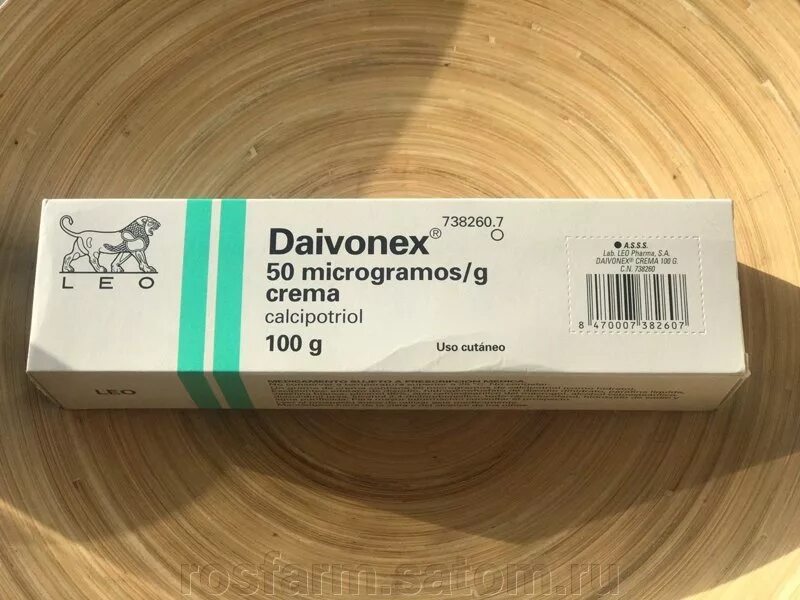 LEO
738260.7
Daivonex®
50 microgramos/g
crema
calcipotriol
100 g
Uso cutáneo
A.S.S.S.
Lab. LEO Pharma, S.A.
DAIVONEX® CREMA 100 G.
C.N. 738260
8 470007 382607
LEO
MEDICAMENTO SUJETO A PRESCRIPCION MEDICA
rosfarm.satom.ru